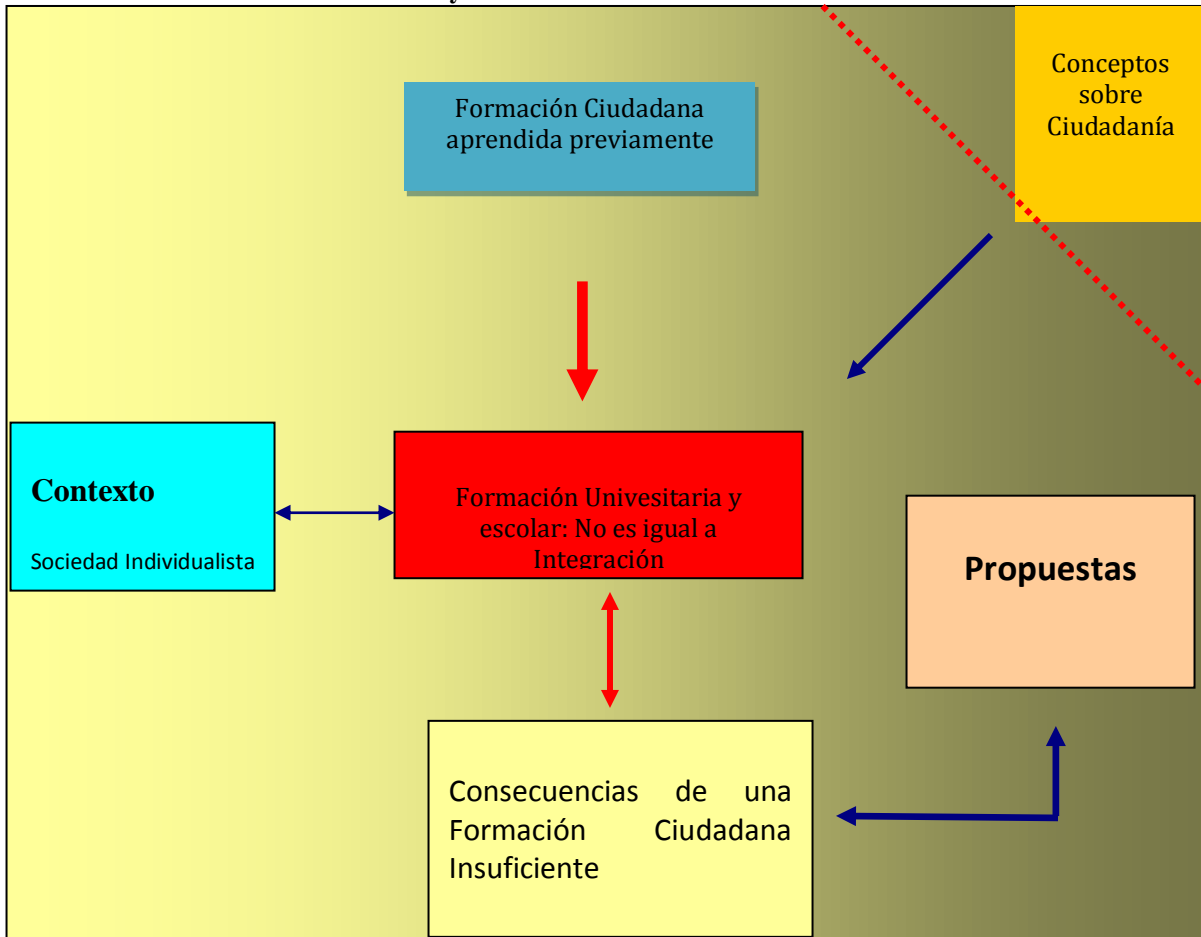 y
Conceptos
sobre
Ciudadanía
Formación Ciudadana
aprendida previamente
Contexto
Sociedad Individualista
Formación Univesitaria y
escolar: No es igual a
Integración
Propuestas
Consecuencias de una
Formación Ciudadana
Insuficiente